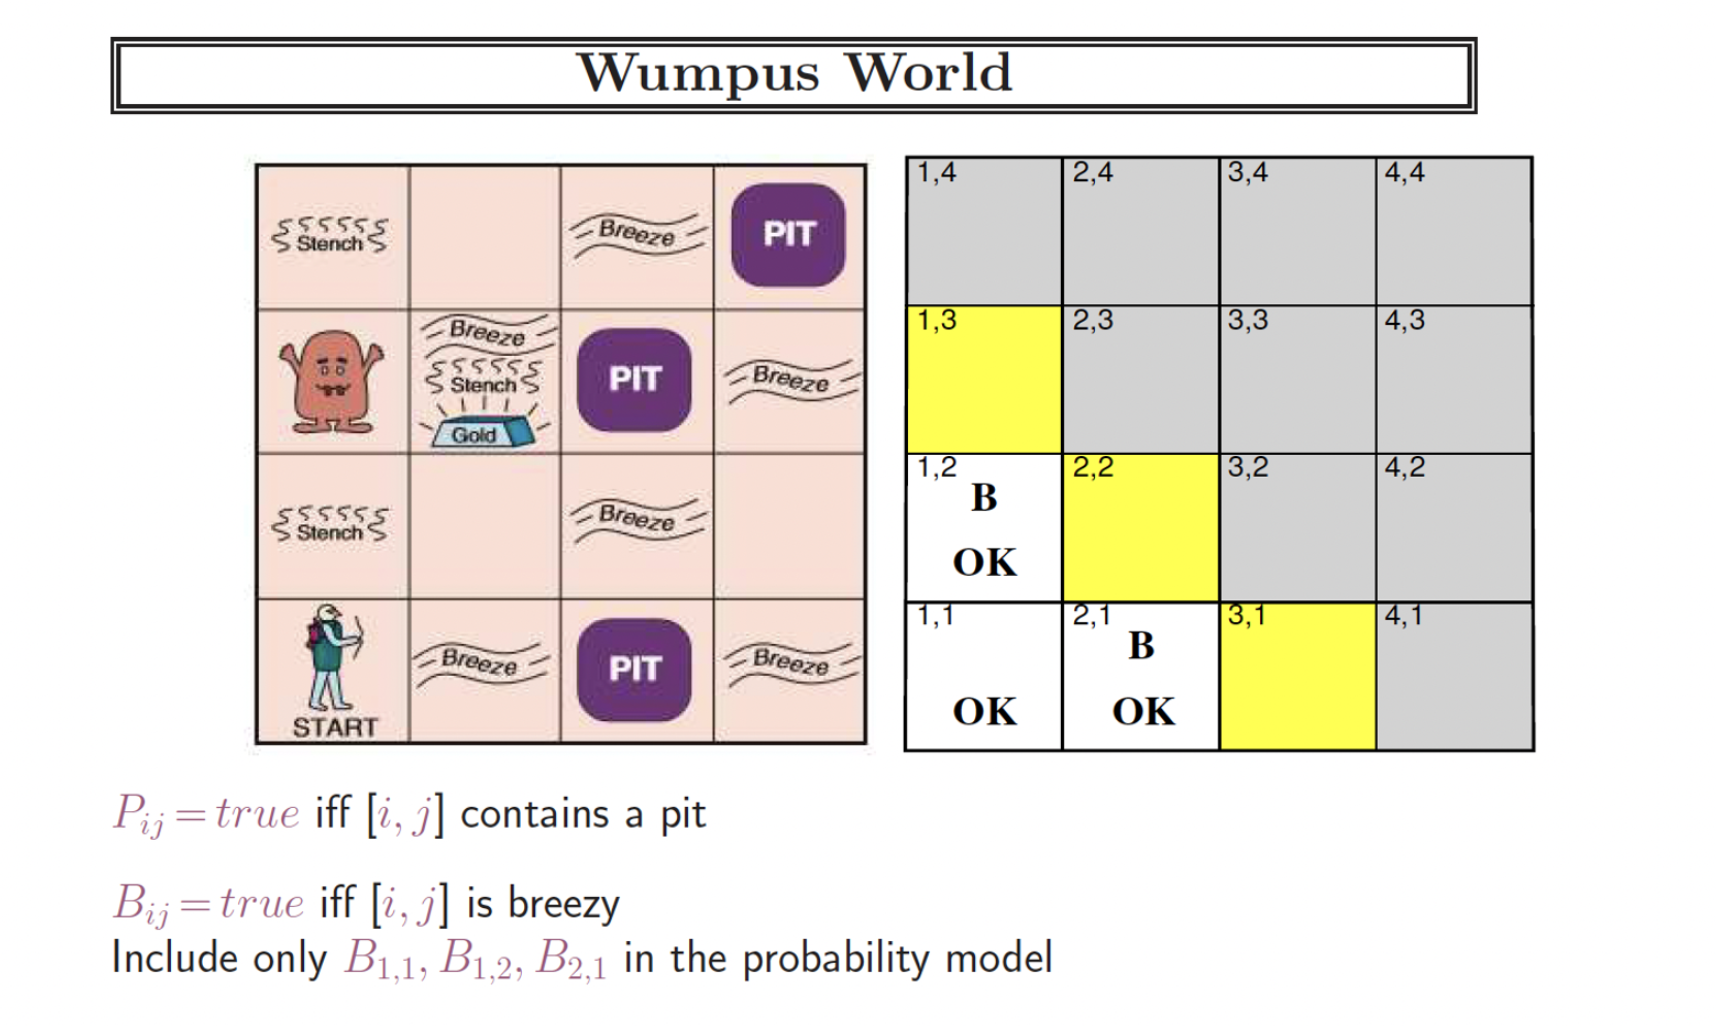 Wumpus World
SSSSSS
Stench
Breeze
PIT
Breeze
SSSSSS
Stench
Gold
PIT
Breeze
SSSSSS
Stench
Breeze
START
Breeze
PIT
Breeze
1,4 2,4 3,4 4,4
1,3 2,3 3,3 4,3
1,2 2,2 3,2 4,2
B
OK
1,1 2,1 3,1 4,1
B
OK OK
P_{ij} = true iff [i, j] contains a pit
B_{ij} = true iff [i, j] is breezy
Include only B_{1,1}, B_{1,2}, B_{2,1} in the probability model